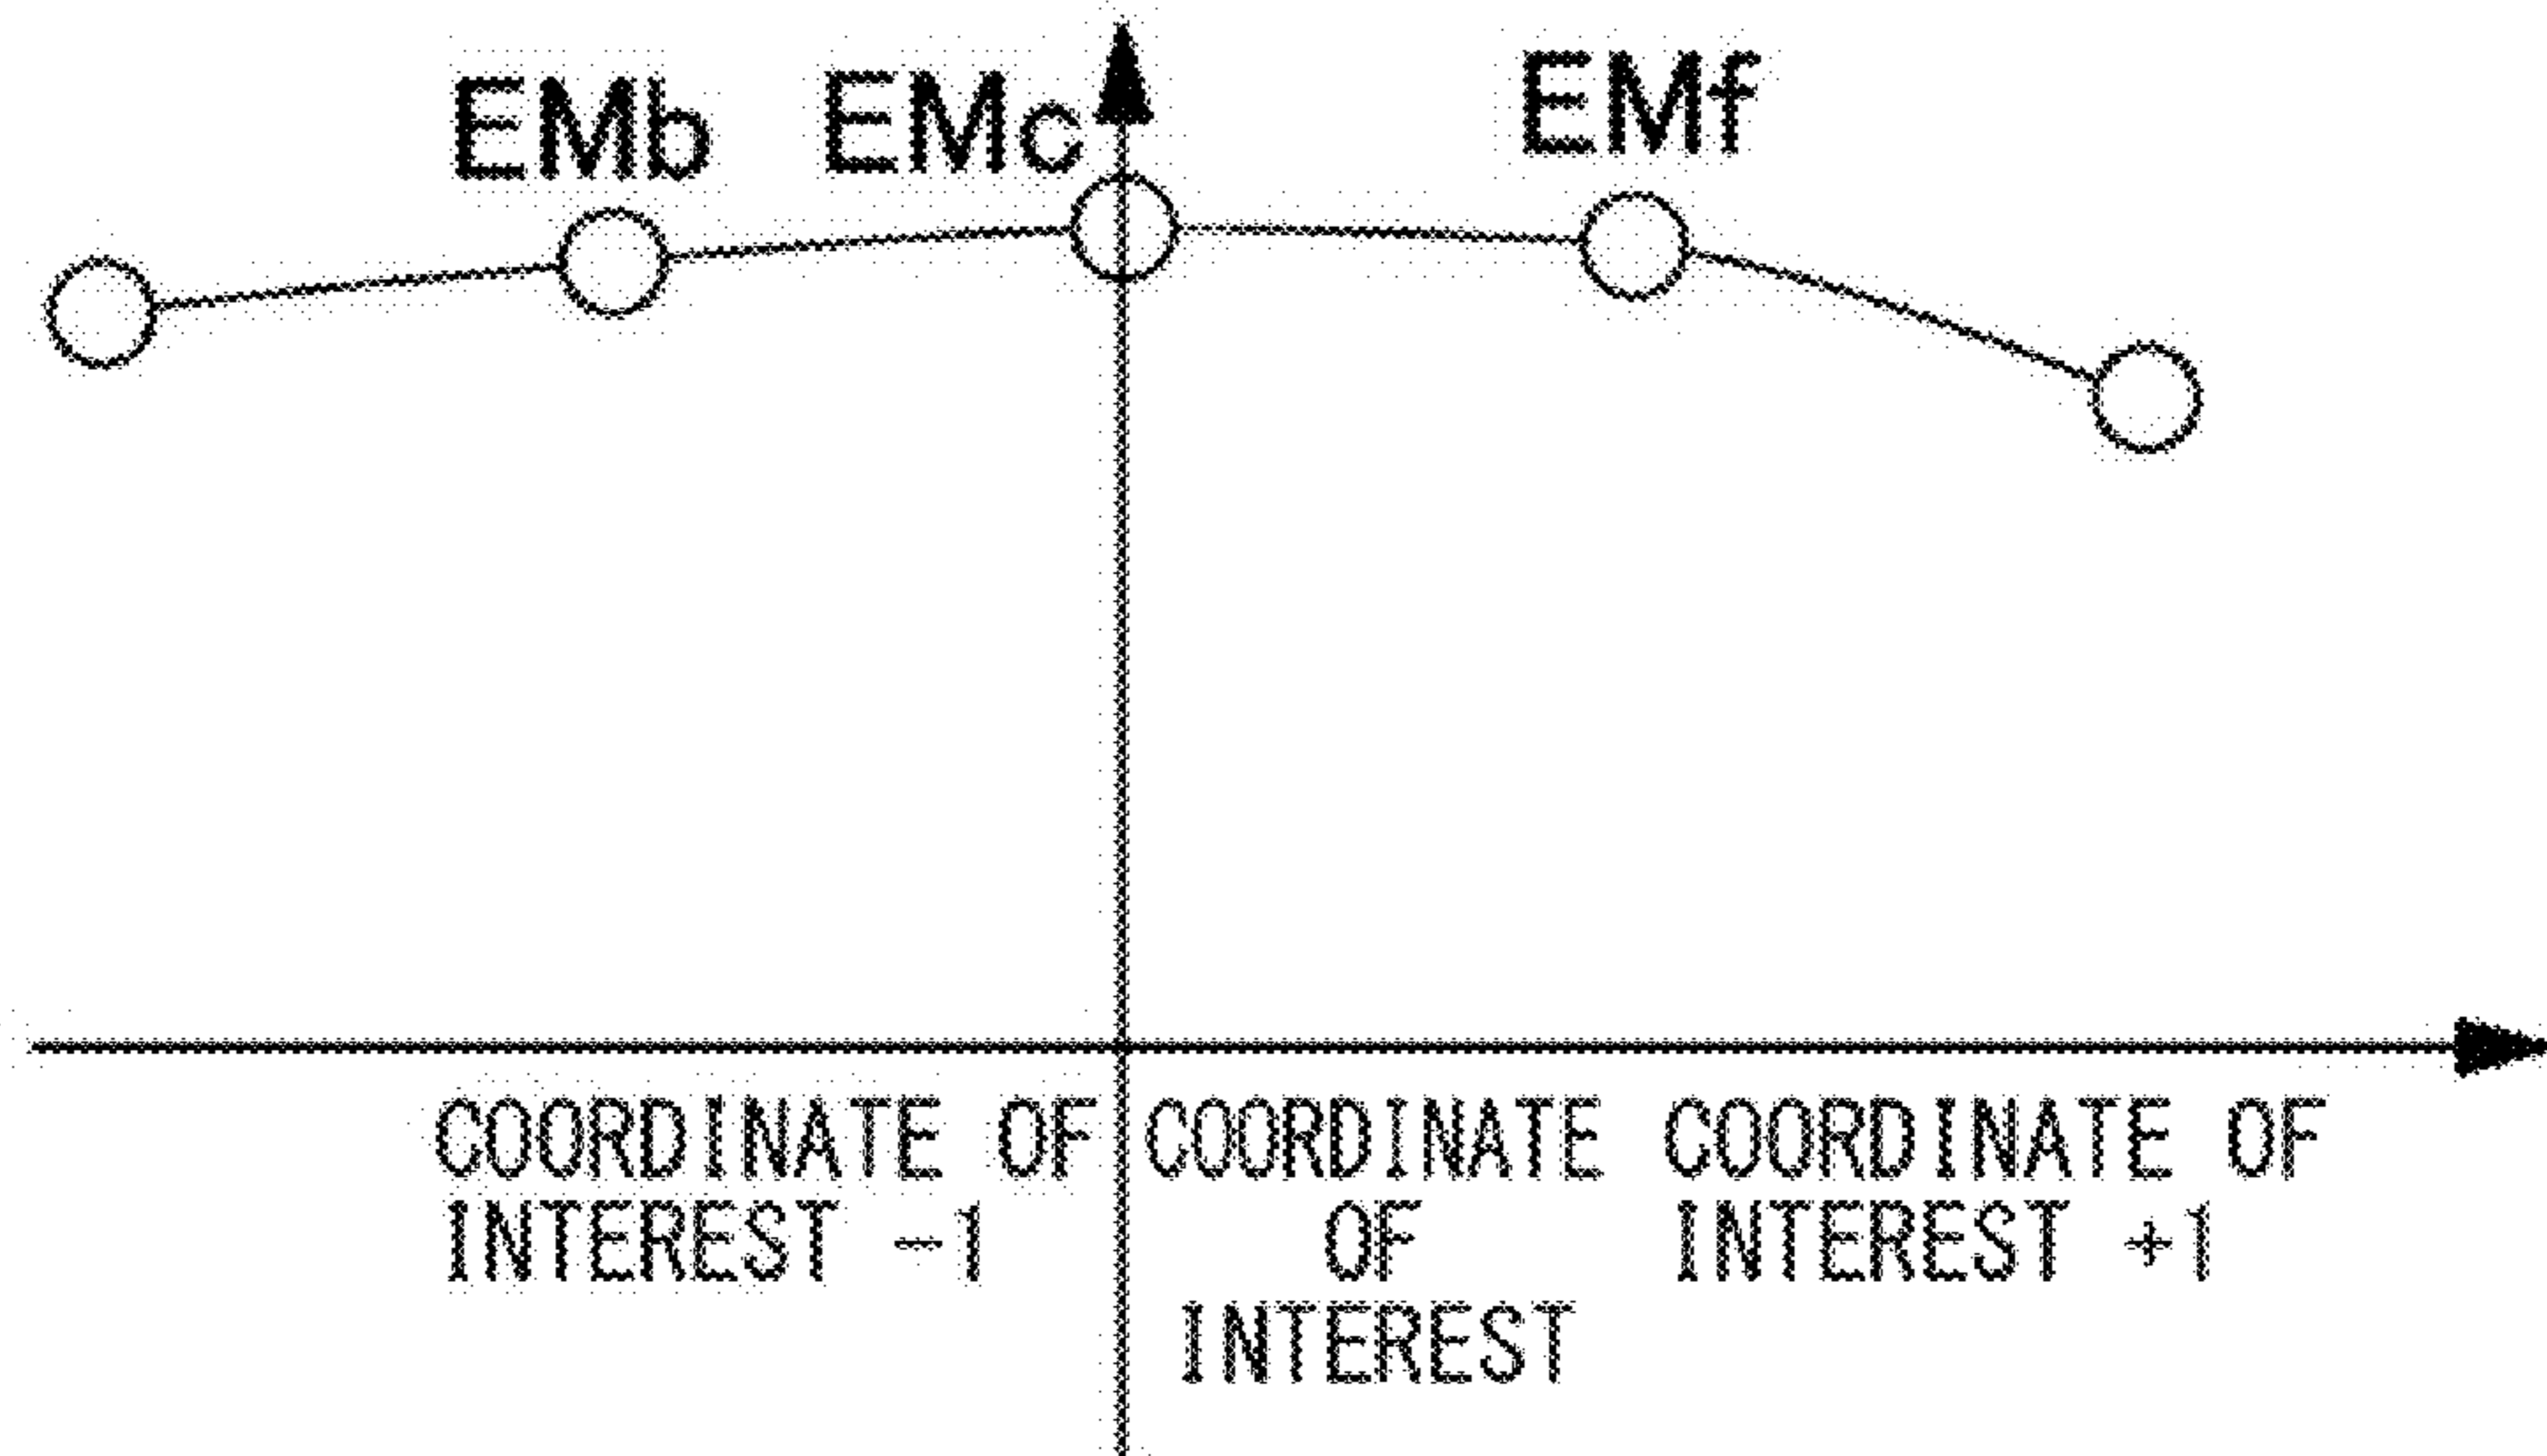 EMb EMc EMf
COORDINATE OF
INTEREST -1
COORDINATE
OF
INTEREST
COORDINATE OF
INTEREST +1